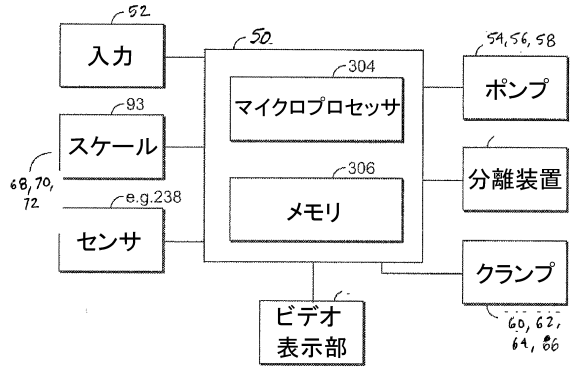 52
入力
93
スケール
68, 70,
72
e.g.238
センサ
50
304
マイクロプロセッサ
306
メモリ
ビデオ
表示部
54, 56, 58
ポンプ
分離装置
クランプ
60, 62,
64, 66